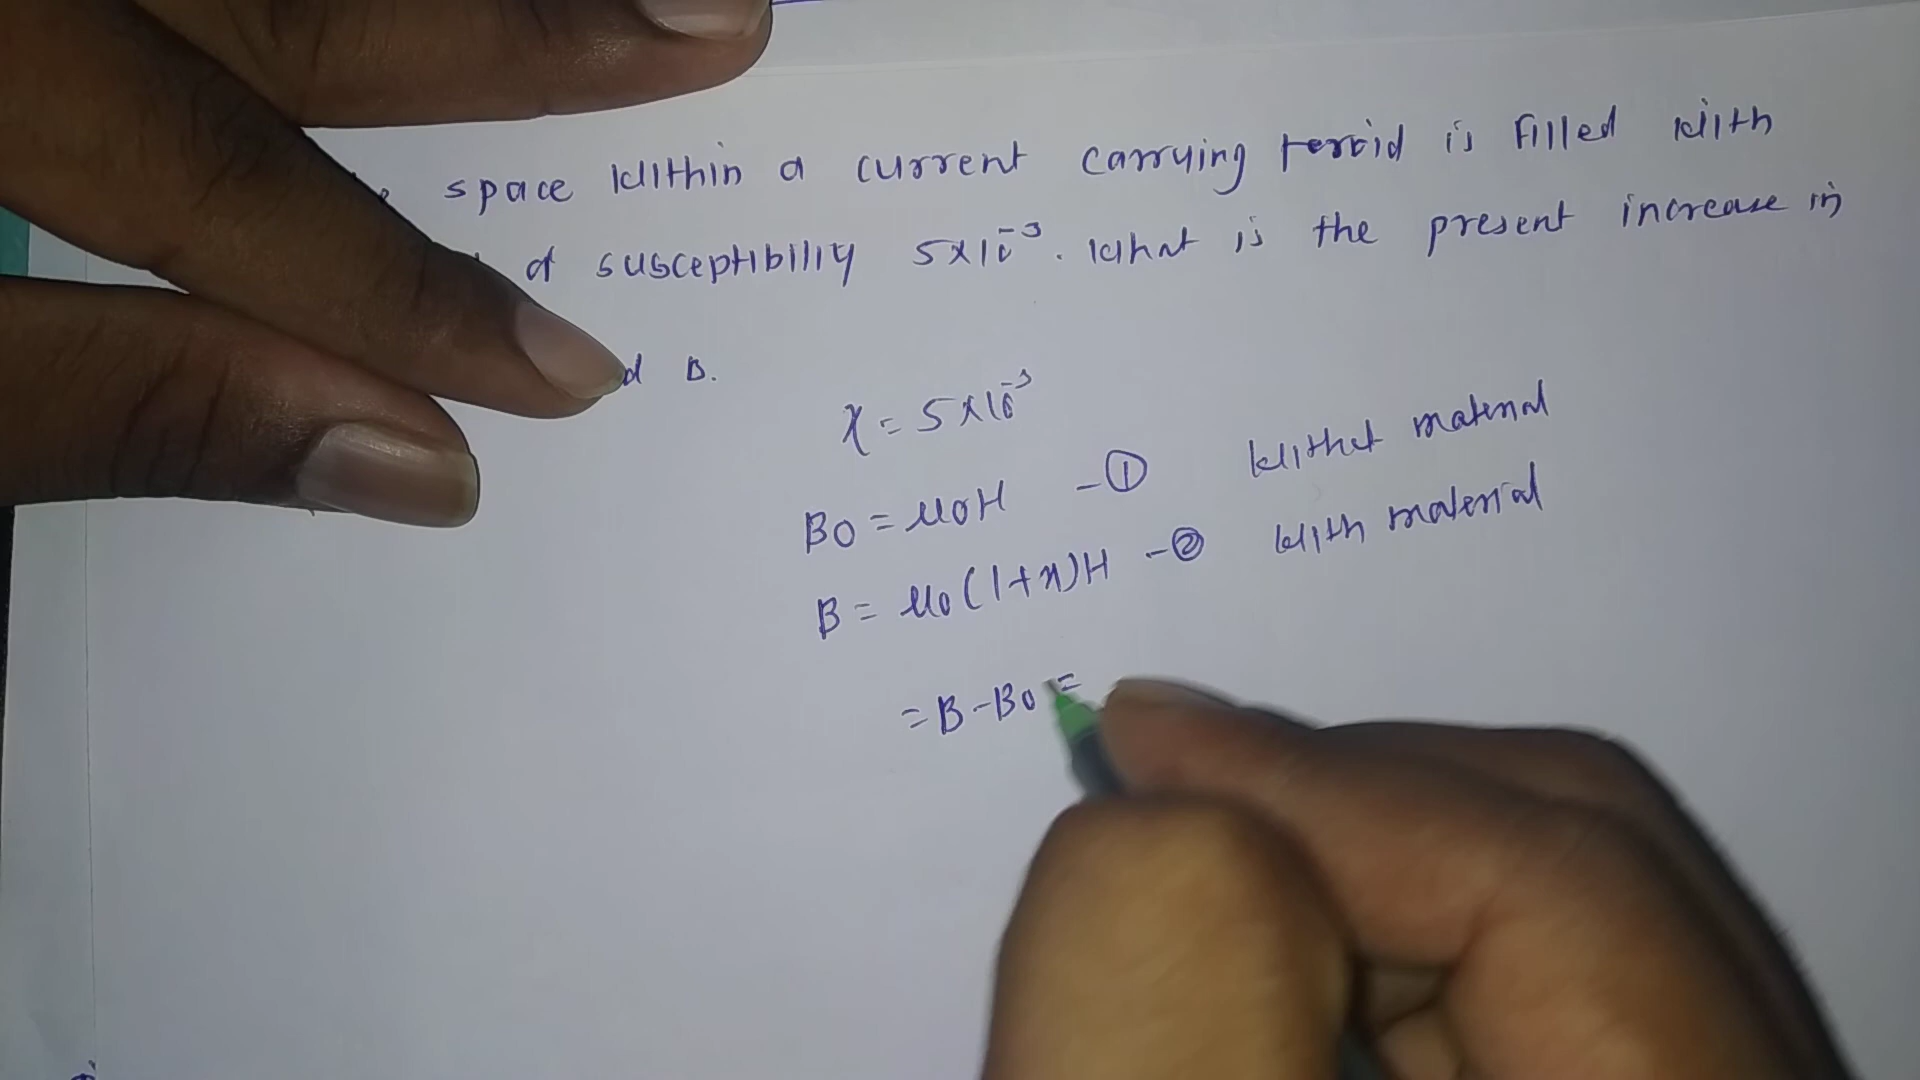 space within a current carrying toroid is filled with
of susceptibility 5×10⁻³. what is the present increase in
d B.
χ = 5×10⁻³
B0 = μ0H - ① without material
B = μ0(1+x)H - ② with material
= B - B0 =